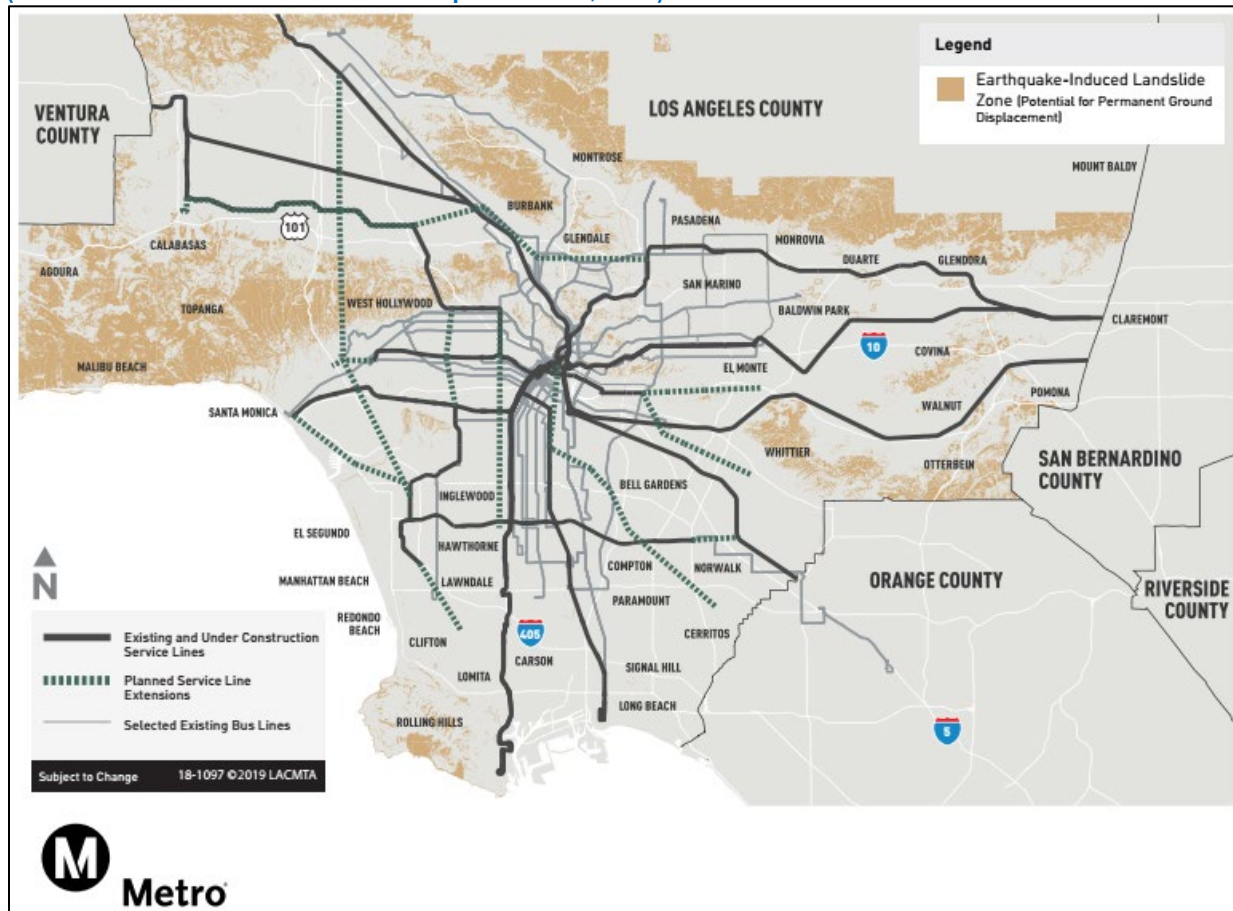 Legend
Earthquake-Induced Landslide
Zone (Potential for Permanent Ground
Displacement)
VENTURA
COUNTY
LOS ANGELES COUNTY
MONTROSE
MOUNT BALDY
BURBANK
PASADENA
101
GLENDALE
MONROVIA
CALABASAS
DUARTE
GLENDORA
AGOURA
SAN MARINO
TOPANGA
WEST HOLLYWOOD
BALDWIN PARK
CLAREMONT
10
COVINA
MALIBU BEACH
EL MONTE
POMONA
WALNUT
SANTA MONICA
WHITTIER
OTTERBEIN
SAN BERNARDINO
COUNTY
BELL GARDENS
INGLEWOOD
EL SEGUNDO
HAWTHORNE
N
COMPTON
NORWALK
ORANGE COUNTY
MANHATTAN BEACH
LAWNDALE
RIVERSIDE
COUNTY
PARAMOUNT
REDONDO
BEACH
CLIFTON
405
CERRITOS
CARSON
SIGNAL HILL
LOMITA
LONG BEACH
ROLLING HILLS
5
Existing and Under Construction
Service Lines
Planned Service Line
Extensions
Selected Existing Bus Lines
Subject to Change 18-1097 ©2019 LACMTA
M
Metro